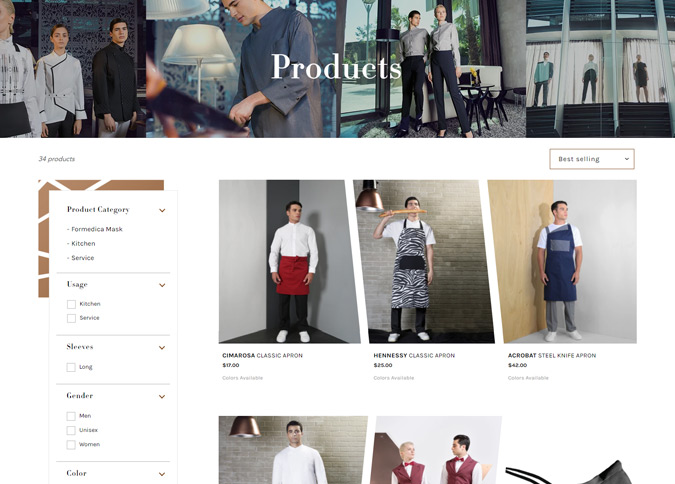 Products
34 products
Best selling
Product Category
- Formedica Mask
- Kitchen
- Service
Usage
Kitchen
Service
Sleeves
Long
Gender
Men
Unisex
Women
Color
CIMAROSA CLASSIC APRON
$17.00
Colors Available
HENNESSY CLASSIC APRON
$25.00
Colors Available
ACROBAT STEEL KNIFE APRON
$42.00
Colors Available